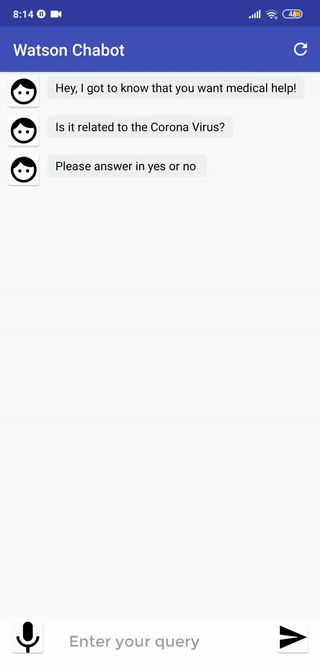 8:14
46
Watson Chabot
Hey, I got to know that you want medical help!
Is it related to the Corona Virus?
Please answer in yes or no
Enter your query